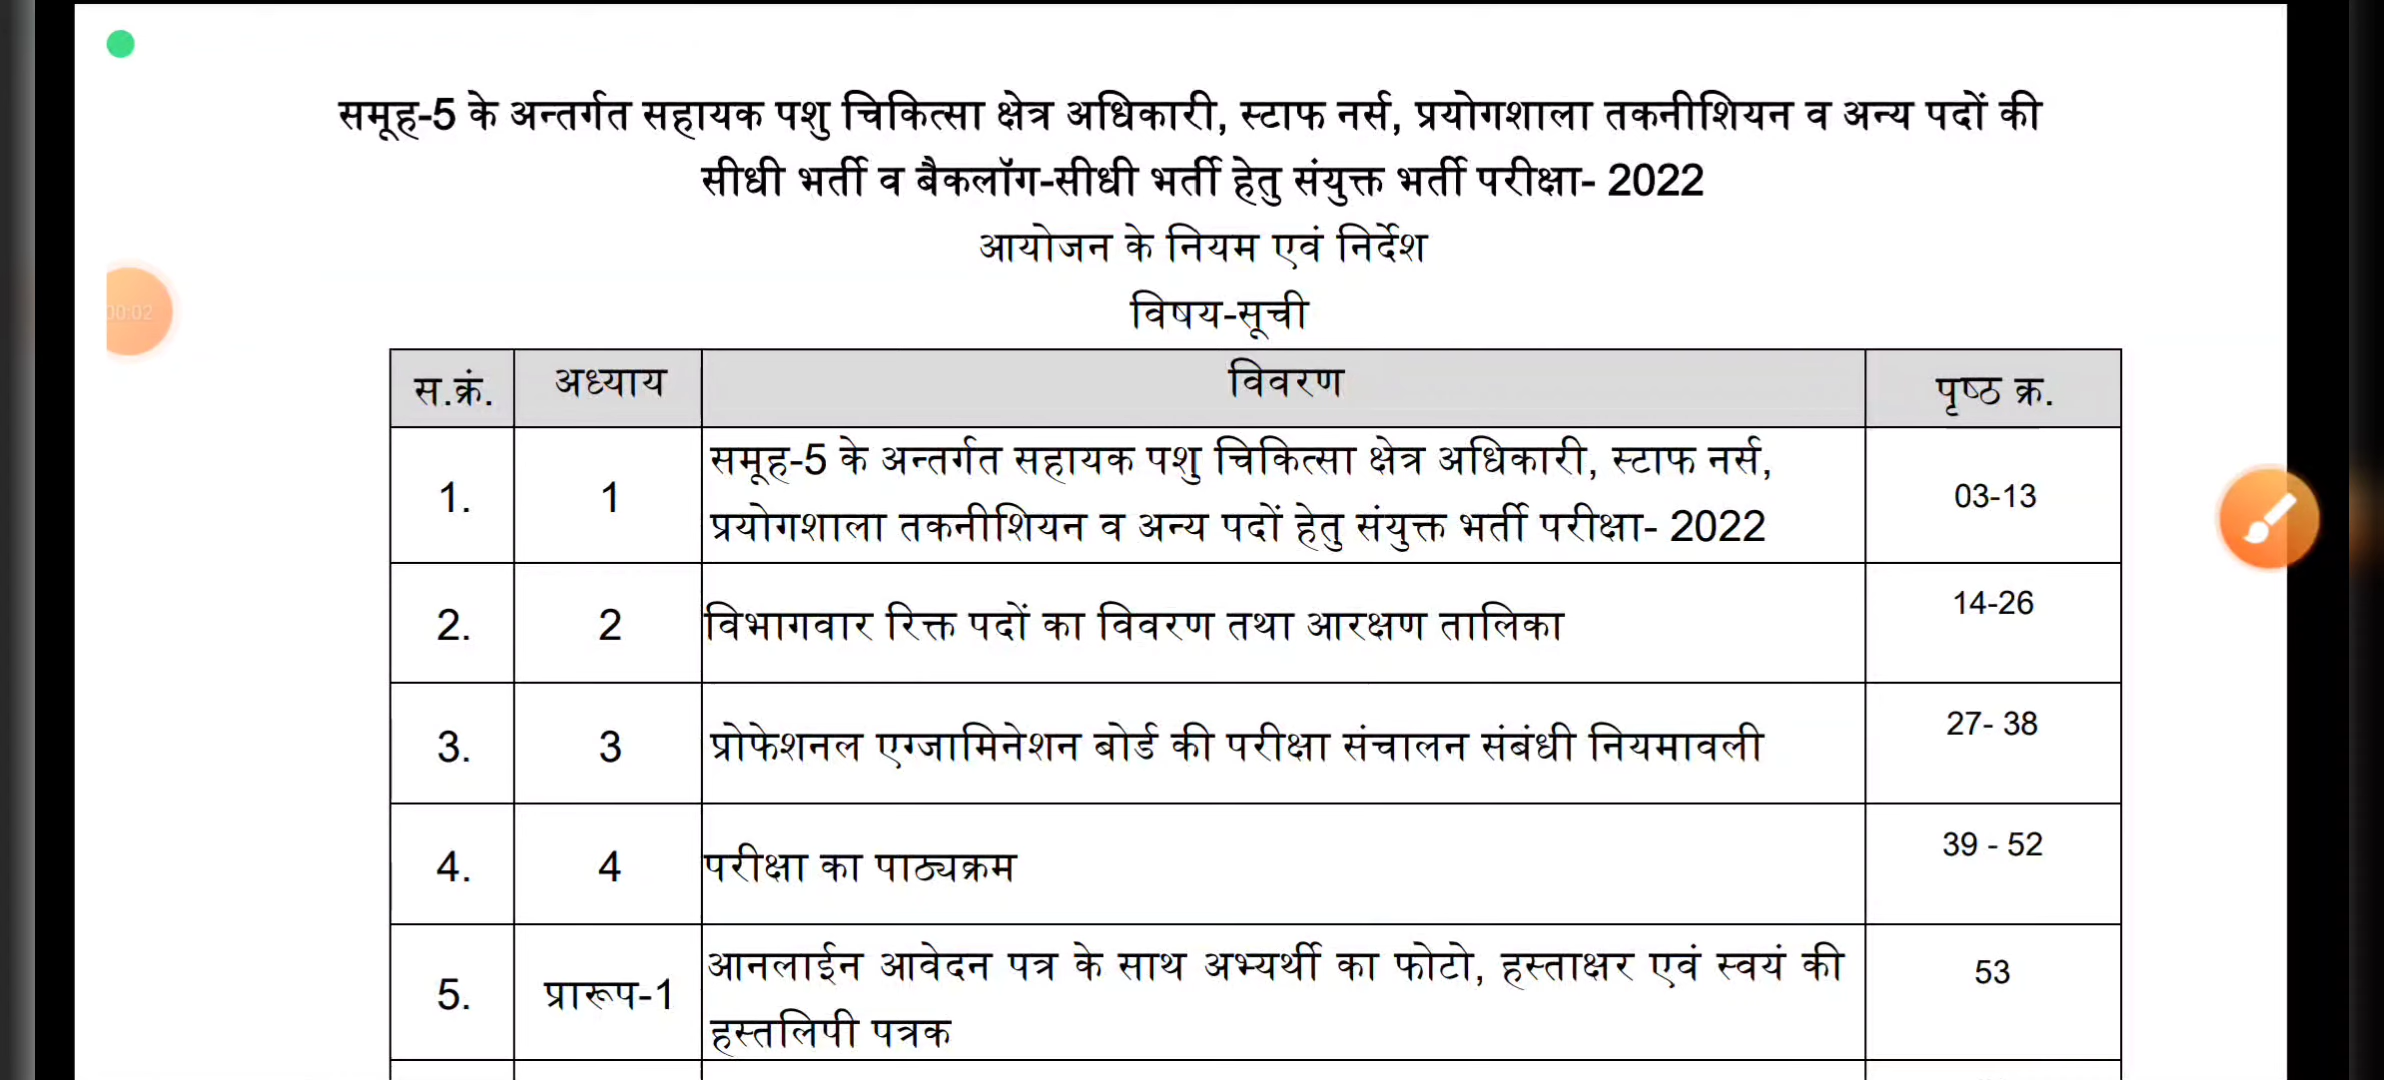 समूह-5 के अन्तर्गत सहायक पशु चिकित्सा क्षेत्र अधिकारी, स्टाफ नर्स, प्रयोगशाला तकनीशियन व अन्य पदों की
सीधी भर्ती व बैकलॉग-सीधी भर्ती हेतु संयुक्त भर्ती परीक्षा- 2022
आयोजन के नियम एवं निर्देश
विषय-सूची
00:02
स.क्रं. अध्याय विवरण पृष्ठ क्र.
1. 1 समूह-5 के अन्तर्गत सहायक पशु चिकित्सा क्षेत्र अधिकारी, स्टाफ नर्स, 03-13
प्रयोगशाला तकनीशियन व अन्य पदों हेतु संयुक्त भर्ती परीक्षा- 2022
2. 2 विभागवार रिक्त पदों का विवरण तथा आरक्षण तालिका 14-26
3. 3 प्रोफेशनल एग्जामिनेशन बोर्ड की परीक्षा संचालन संबंधी नियमावली 27- 38
4. 4 परीक्षा का पाठ्यक्रम 39 - 52
5. प्रारूप-1 आनलाईन आवेदन पत्र के साथ अभ्यर्थी का फोटो, हस्ताक्षर एवं स्वयं की 53
हस्तलिपी पत्रक